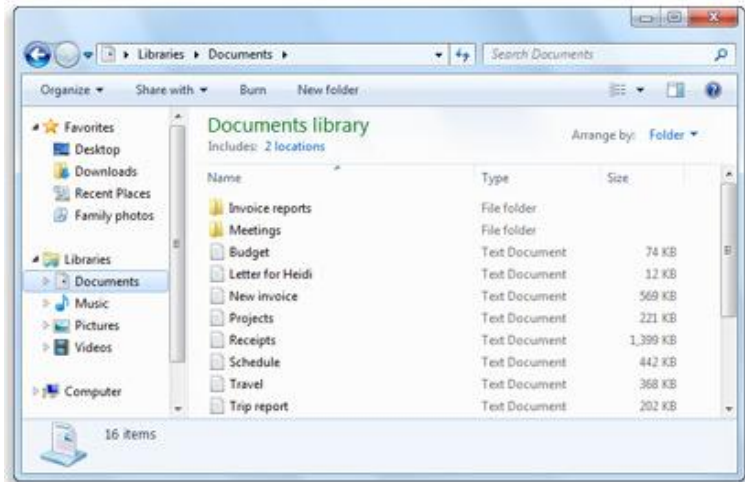 Libraries ▸ Documents ▸
Search Documents
Organize Share with Burn New folder
Favorites
Desktop
Downloads
Recent Places
Family photos
Libraries
Documents
Music
Pictures
Videos
Computer
Documents library
Includes: 2 locations
Arrange by: Folder
Name Type Size
Invoice reports File folder
Meetings File folder
Budget Text Document 74 KB
Letter for Heidi Text Document 12 KB
New invoice Text Document 569 KB
Projects Text Document 221 KB
Receipts Text Document 1,399 KB
Schedule Text Document 442 KB
Travel Text Document 368 KB
Trip report Text Document 202 KB
16 items